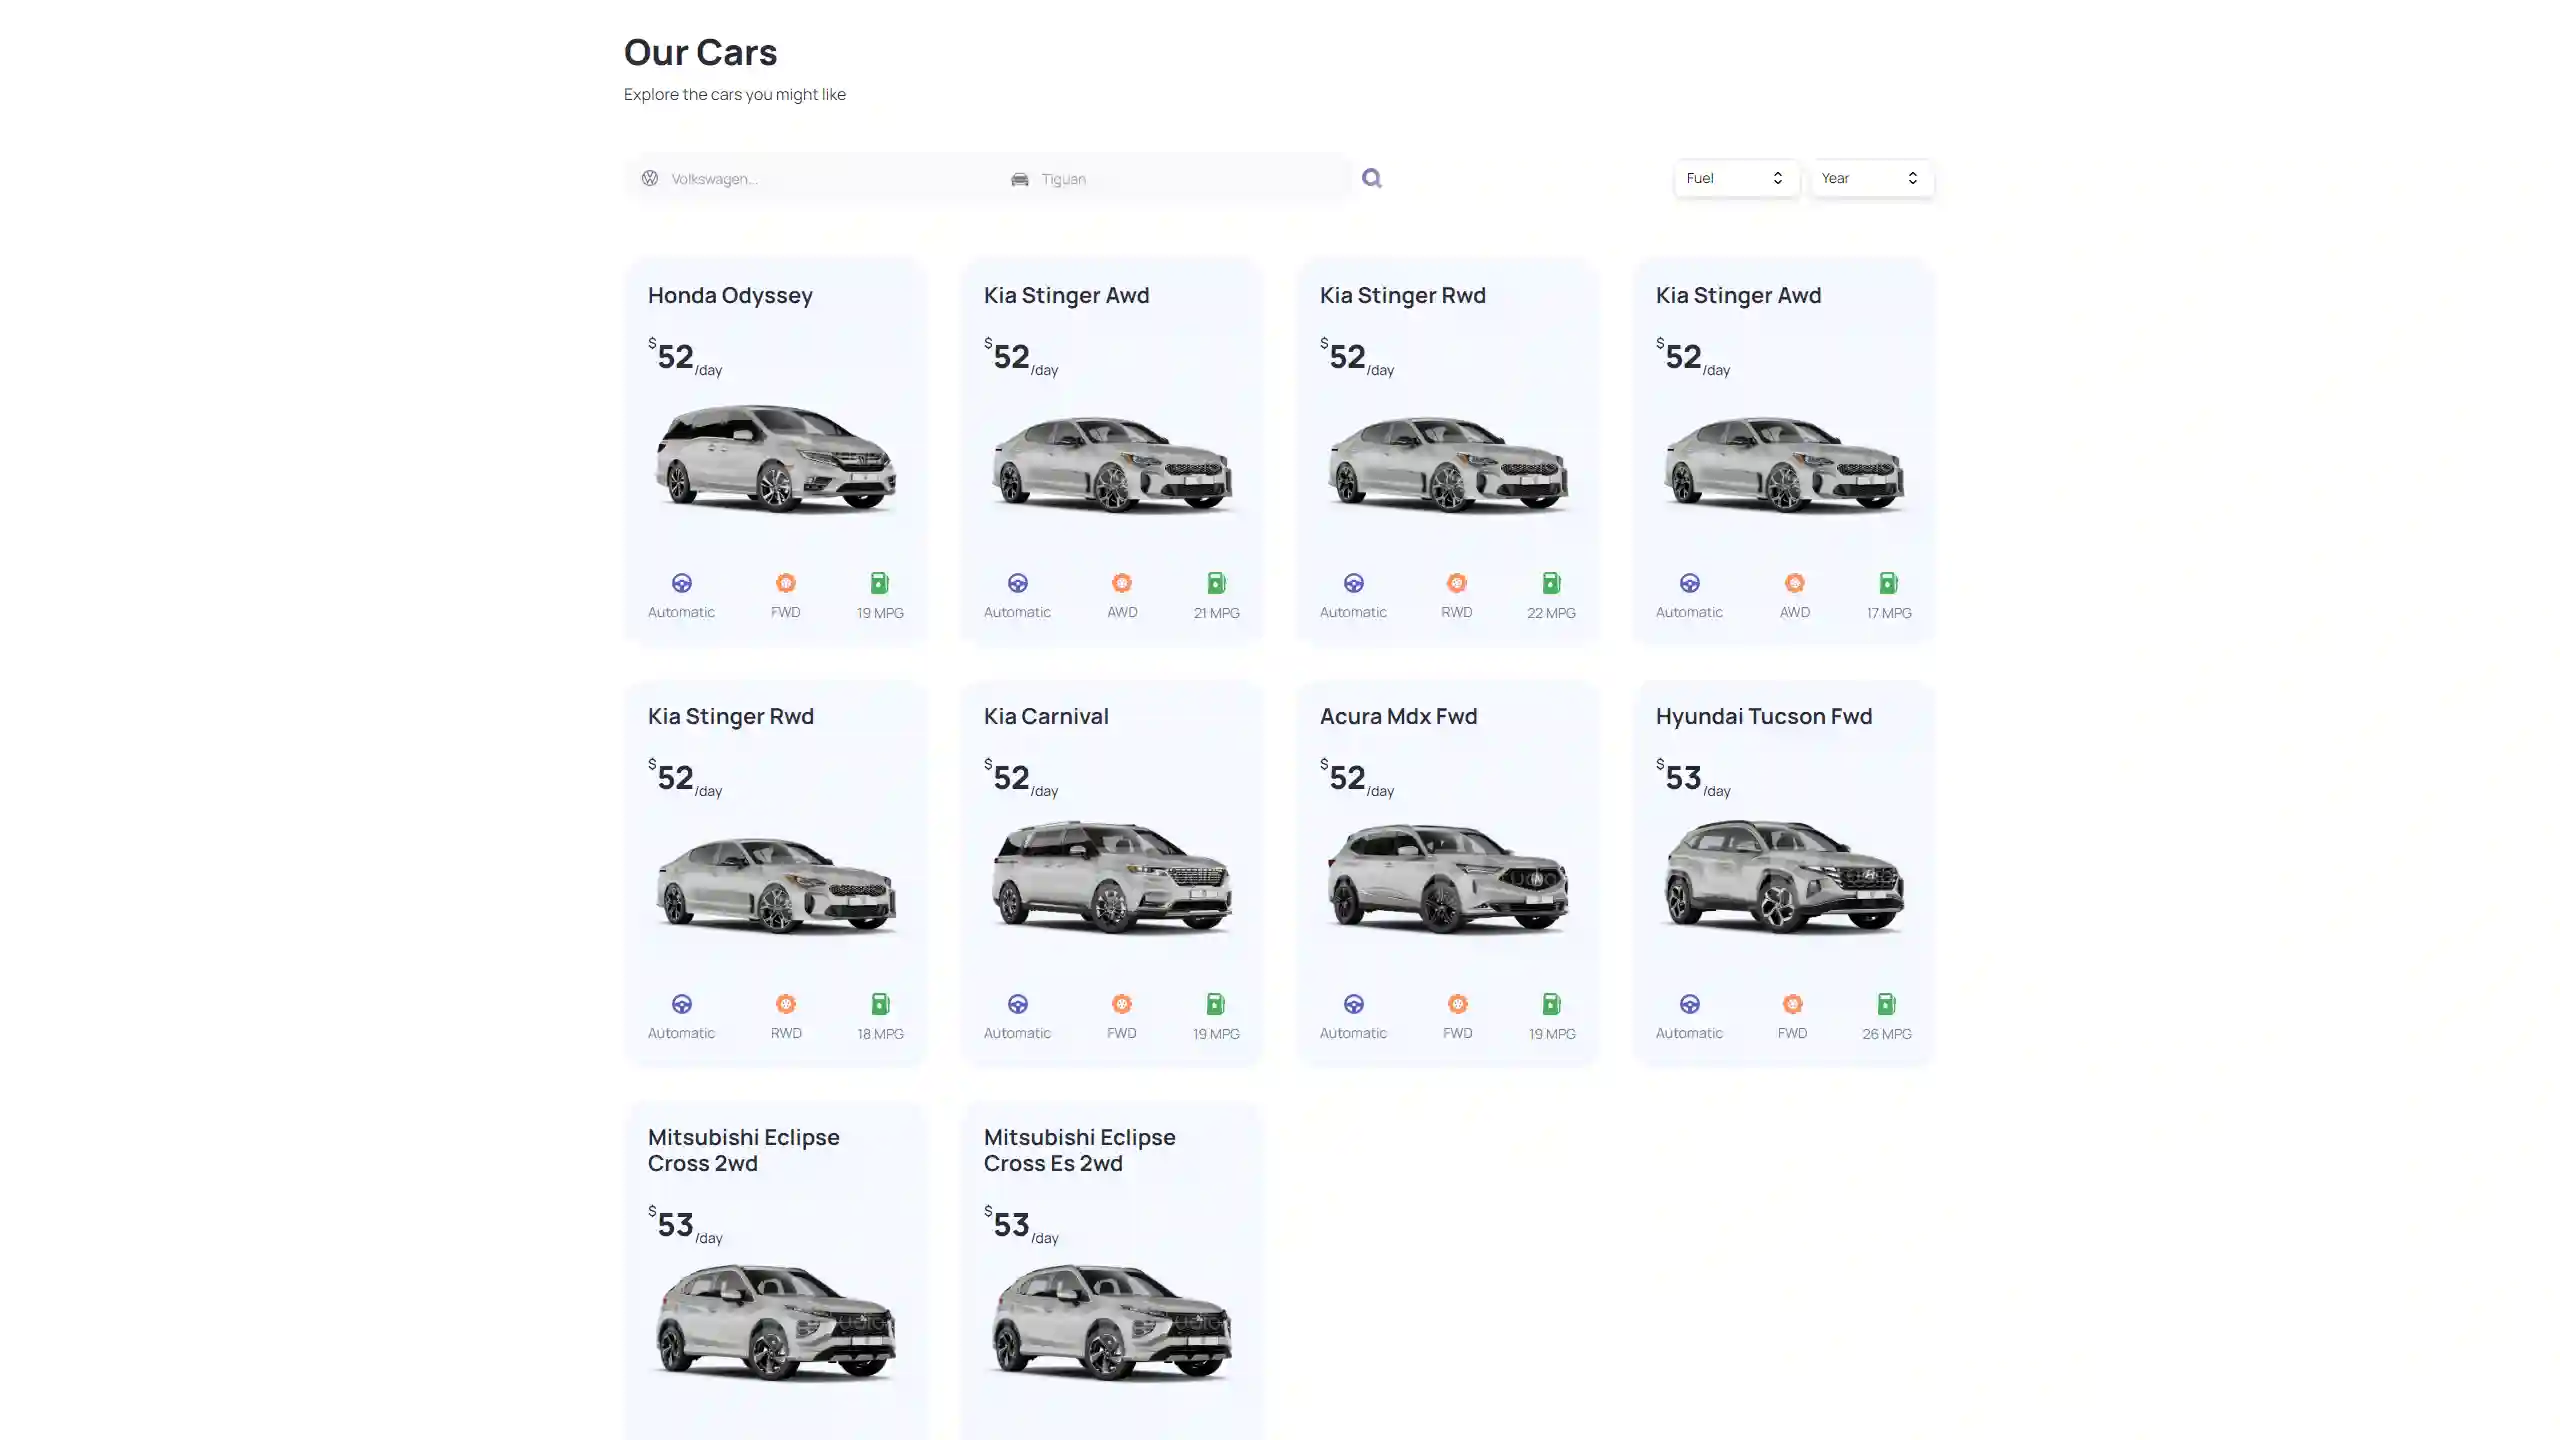 Our Cars
Explore the cars you might like
Volkswagen...
Tiguan
Fuel
Year
Honda Odyssey
$52/day
Automatic
FWD
19 MPG
Kia Stinger Awd
$52/day
Automatic
AWD
21 MPG
Kia Stinger Rwd
$52/day
Automatic
RWD
22 MPG
Kia Stinger Awd
$52/day
Automatic
AWD
17 MPG
Kia Stinger Rwd
$52/day
Automatic
RWD
18 MPG
Kia Carnival
$52/day
Automatic
FWD
19 MPG
Acura Mdx Fwd
$52/day
Automatic
FWD
19 MPG
Hyundai Tucson Fwd
$53/day
Automatic
FWD
26 MPG
Mitsubishi Eclipse
Cross 2wd
$53/day
Mitsubishi Eclipse
Cross Es 2wd
$53/day